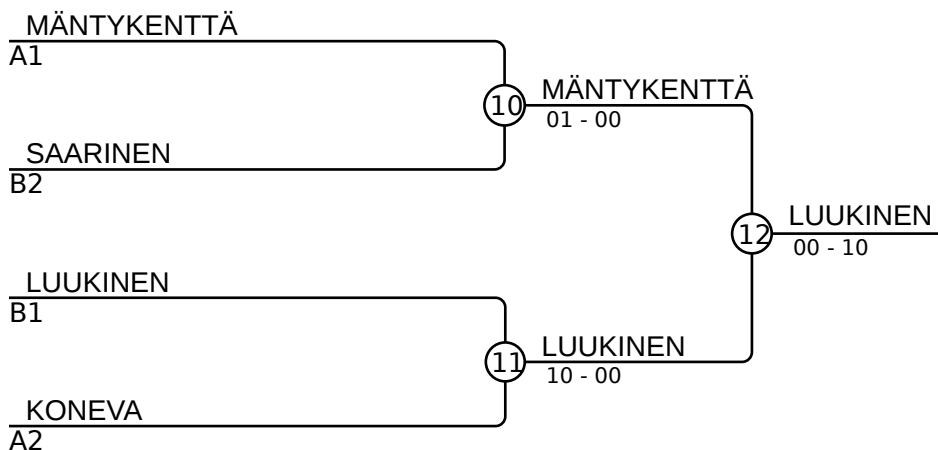 MÄNTYKENTTÄ
A1
10
MÄNTYKENTTÄ
01 - 00
SAARINEN
B2
12
LUUKINEN
00 - 10
LUUKINEN
B1
11
LUUKINEN
10 - 00
KONEVA
A2